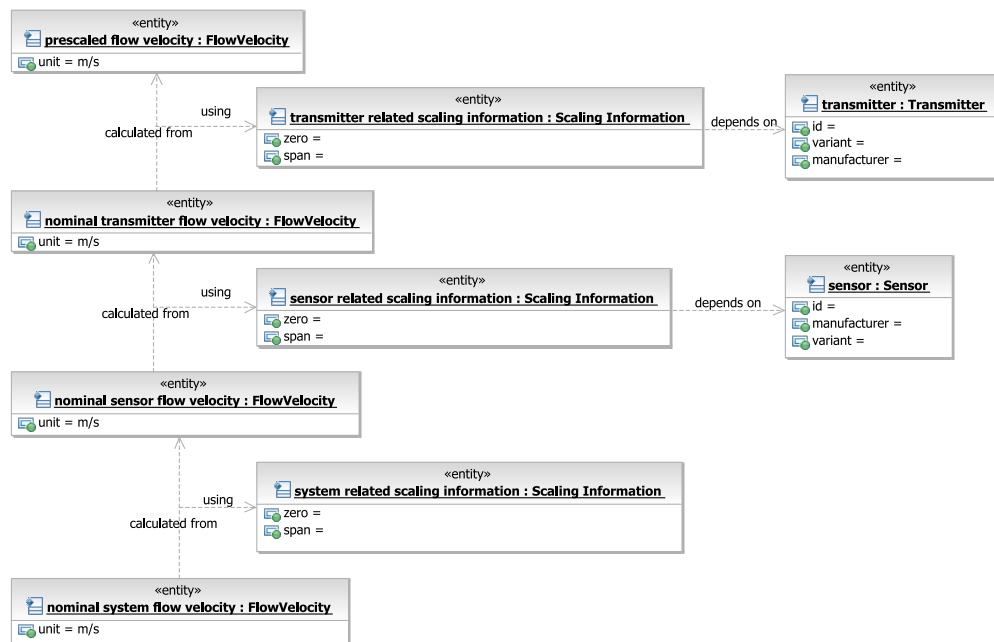 «entity»
prescaled flow velocity : FlowVelocity
unit = m/s
using
calculated from
«entity»
transmitter related scaling information : Scaling Information
zero =
span =
depends on
«entity»
transmitter : Transmitter
id =
variant =
manufacturer =
«entity»
nominal transmitter flow velocity : FlowVelocity
unit = m/s
using
calculated from
«entity»
sensor related scaling information : Scaling Information
zero =
span =
depends on
«entity»
sensor : Sensor
id =
manufacturer =
variant =
«entity»
nominal sensor flow velocity : FlowVelocity
unit = m/s
using
calculated from
«entity»
system related scaling information : Scaling Information
zero =
span =
«entity»
nominal system flow velocity : FlowVelocity
unit = m/s